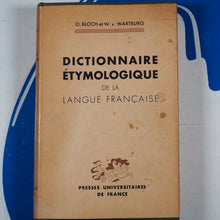 O. BLOCH et W. v. WARTBURG
DICTIONNAIRE
ÉTYMOLOGIQUE
DE LA
LANGUE FRANÇAISE
PRESSES UNIVERSITAIRES
DE FRANCE